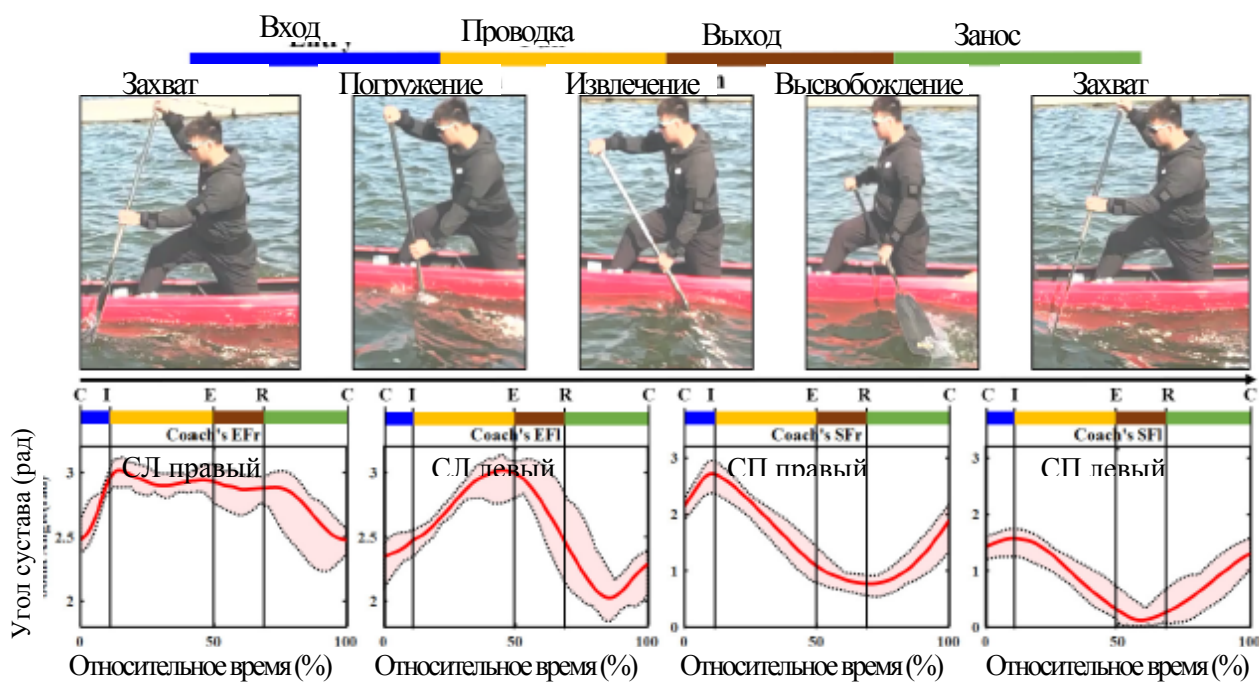 Вход Проводка Выход Занос
Захват Погружение Извлечение Высвобождение Захват
C I E R C C I E R C C I E R C C I E R C
Coach's EFr Coach's EFl Coach's SFr Coach's SFl
СЛ правый СЛ левый СП правый СП левый
Угол сустава (рад)
3 3 3 3
2.5 2.5 2 2
2 2 1 1
0 0
0 50 100 0 50 100 0 50 100 0 50 100
Относительное время (%) Относительное время (%) Относительное время (%) Относительное время (%)